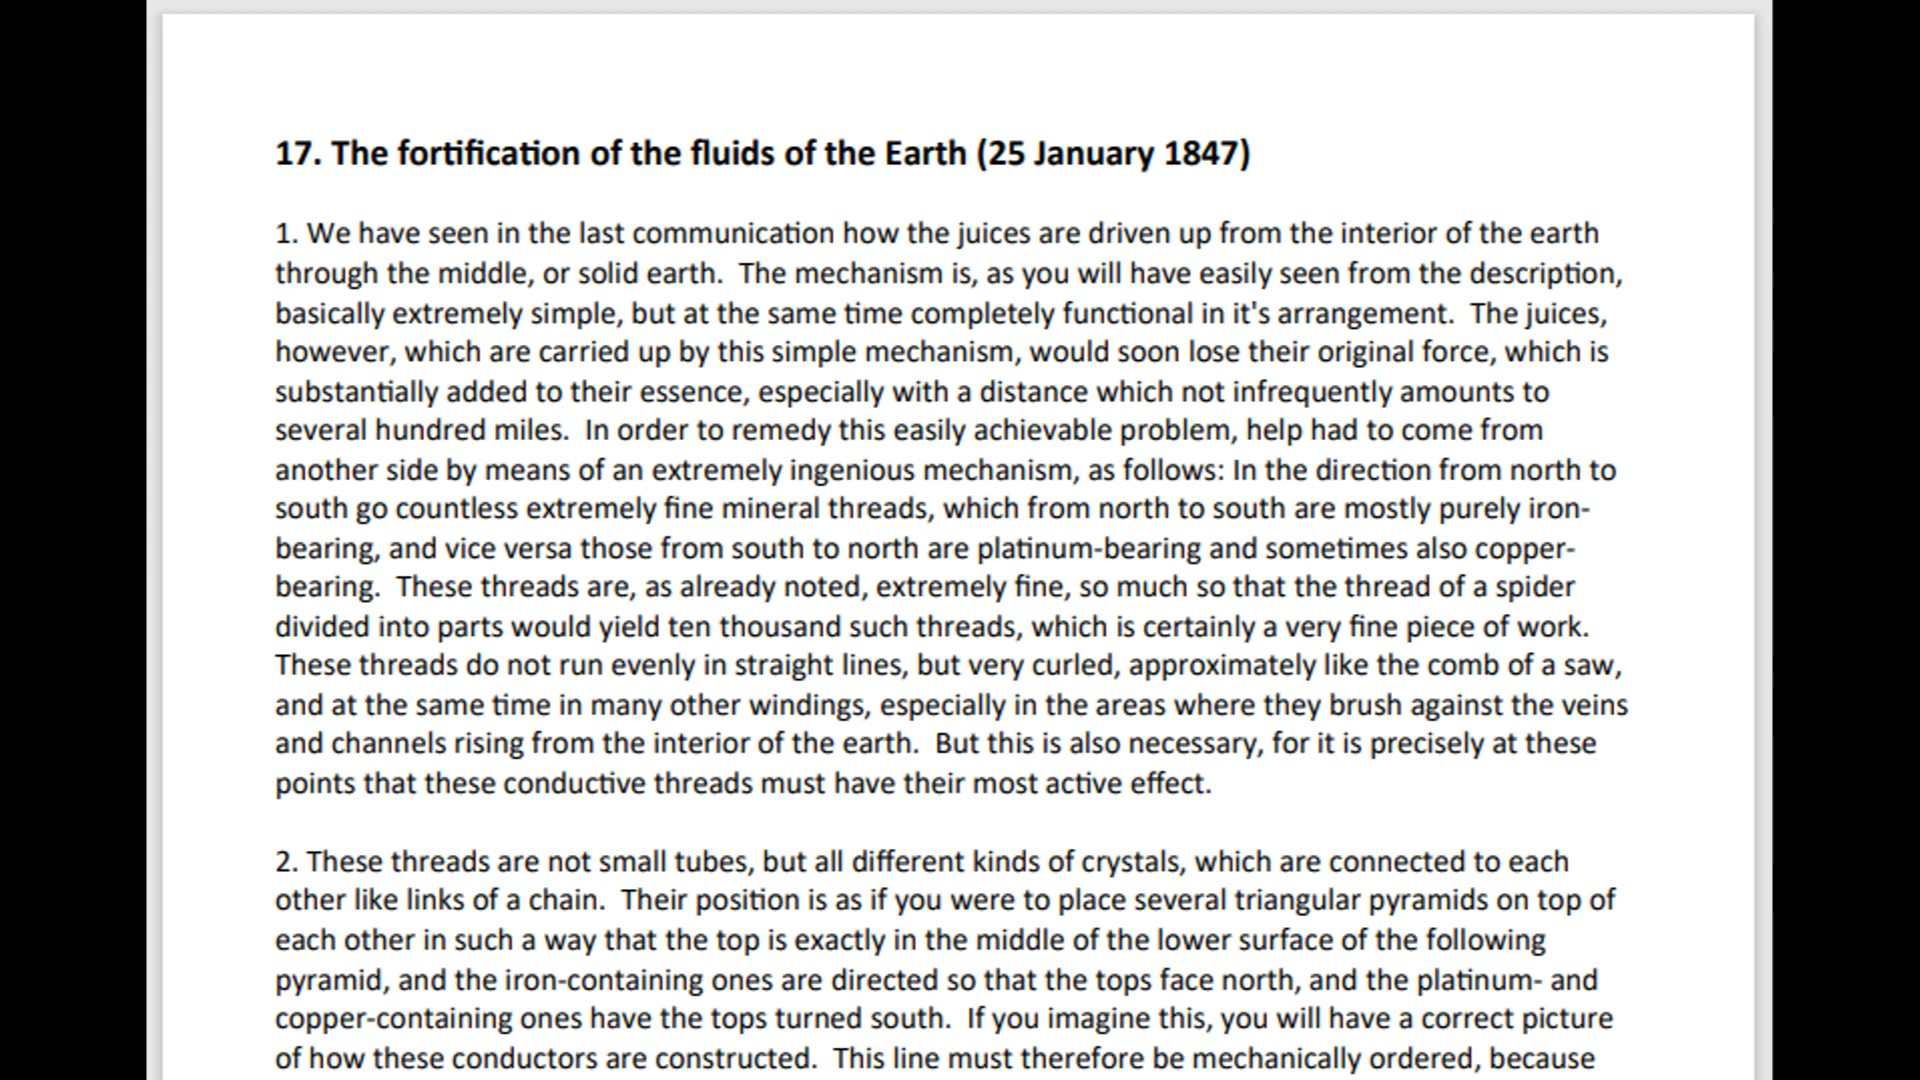 17. The fortification of the fluids of the Earth (25 January 1847)
1. We have seen in the last communication how the juices are driven up from the interior of the earth
through the middle, or solid earth.  The mechanism is, as you will have easily seen from the description,
basically extremely simple, but at the same time completely functional in it's arrangement.  The juices,
however, which are carried up by this simple mechanism, would soon lose their original force, which is
substantially added to their essence, especially with a distance which not infrequently amounts to
several hundred miles.  In order to remedy this easily achievable problem, help had to come from
another side by means of an extremely ingenious mechanism, as follows: In the direction from north to
south go countless extremely fine mineral threads, which from north to south are mostly purely iron-
bearing, and vice versa those from south to north are platinum-bearing and sometimes also copper-
bearing.  These threads are, as already noted, extremely fine, so much so that the thread of a spider
divided into parts would yield ten thousand such threads, which is certainly a very fine piece of work.
These threads do not run evenly in straight lines, but very curled, approximately like the comb of a saw,
and at the same time in many other windings, especially in the areas where they brush against the veins
and channels rising from the interior of the earth.  But this is also necessary, for it is precisely at these
points that these conductive threads must have their most active effect.
2. These threads are not small tubes, but all different kinds of crystals, which are connected to each
other like links of a chain.  Their position is as if you were to place several triangular pyramids on top of
each other in such a way that the top is exactly in the middle of the lower surface of the following
pyramid, and the iron-containing ones are directed so that the tops face north, and the platinum- and
copper-containing ones have the tops turned south.  If you imagine this, you will have a correct picture
of how these conductors are constructed.  This line must therefore be mechanically ordered, because